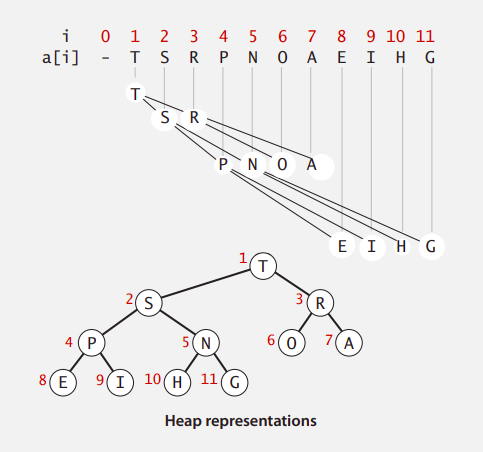 i 0 1 2 3 4 5 6 7 8 9 10 11
a[i] - T S R P N O A E I H G
T
S R
P N O A
E I H G
1 T
2 S 3 R
4 P 5 N 6 O 7 A
8 E 9 I 10 H 11 G
Heap representations